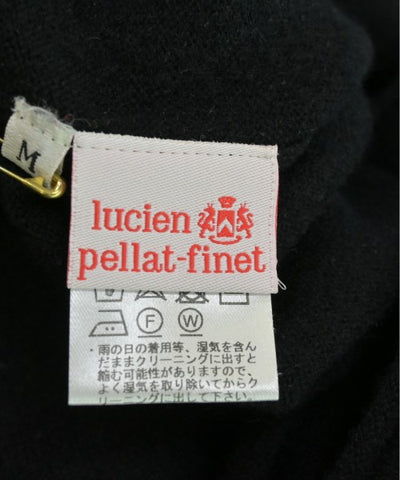 M
lucien
pellat-finet
F W
・雨の日の着用等、湿気を含ん
だままクリーニングに出すと
縮む可能性がありますので、
よく湿気を取り除いてからク
リーニングに出して下さい。